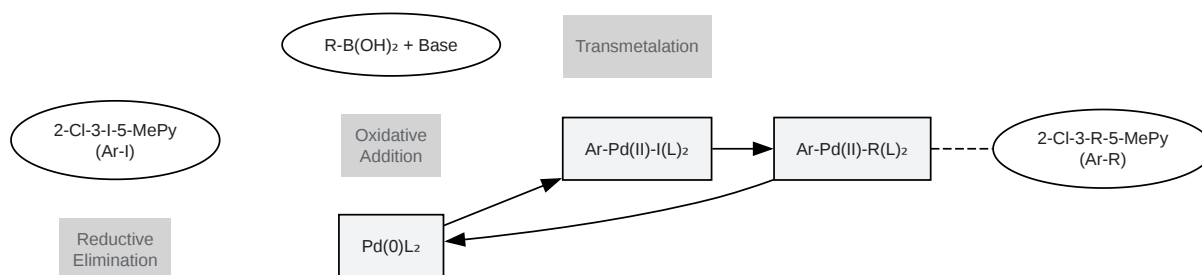 R-B(OH)₂ + Base
Transmetalation
2-Cl-3-I-5-MePy
(Ar-I)
Oxidative
Addition
Ar-Pd(II)-I(L)₂
Ar-Pd(II)-R(L)₂
2-Cl-3-R-5-MePy
(Ar-R)
Reductive
Elimination
Pd(0)L₂